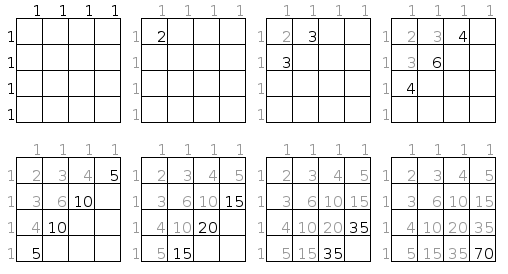 1 1 1 1 1 1 1 1 1 1 1 1 1 1 1 1
1 1 2 1 2 3 1 2 3 4
1 1 1 3 1 3 6
1 1 1 1 4
1 1 1 1
1 1 1 1 1 1 1 1 1 1 1 1 1 1 1 1
1 2 3 4 5 1 2 3 4 5 1 2 3 4 5 1 2 3 4 5
1 3 6 10 1 3 6 10 15 1 3 6 10 15 1 3 6 10 15
1 4 10 1 4 10 20 1 4 10 20 35 1 4 10 20 35
1 5 1 5 15 1 5 15 35 1 5 15 35 70